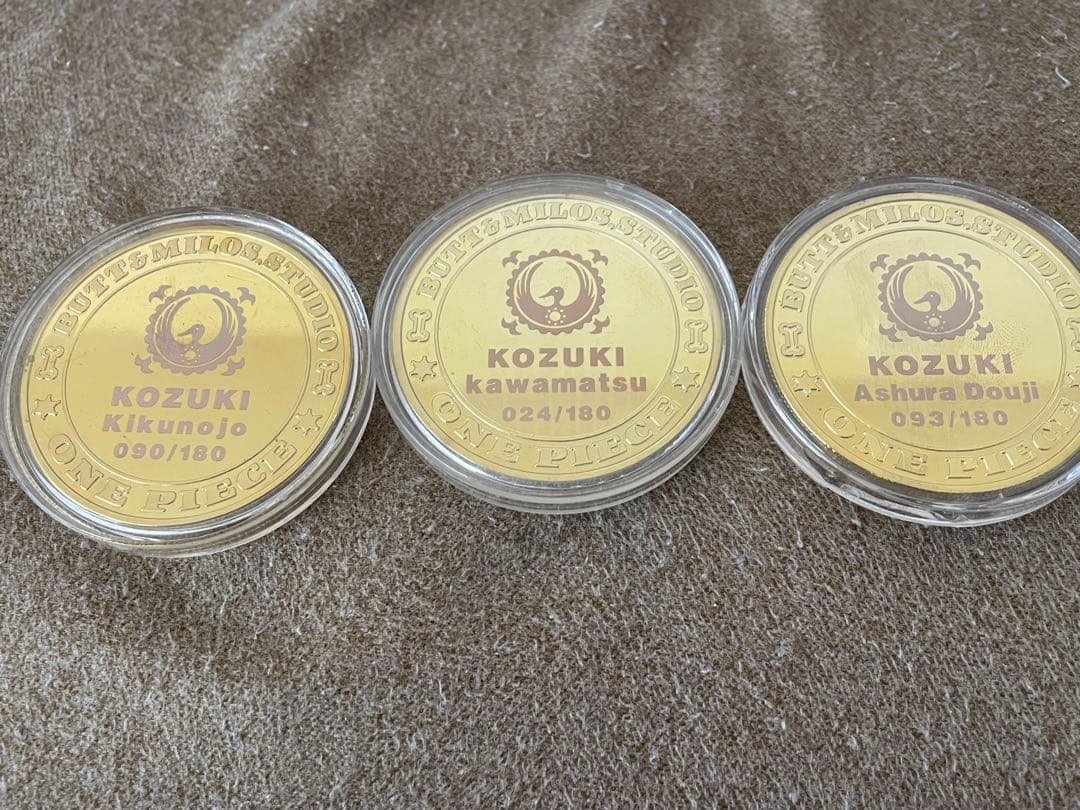 BUTT&MILOS.STUDIO
KOZUKI
Kikunojo
090/180
ONE PIECE
BUTT&MILOS.STUDIO
KOZUKI
kawamatsu
024/180
ONE PIECE
BUTT&MILOS.STUDIO
KOZUKI
Ashura Douji
093/180
ONE PIECE